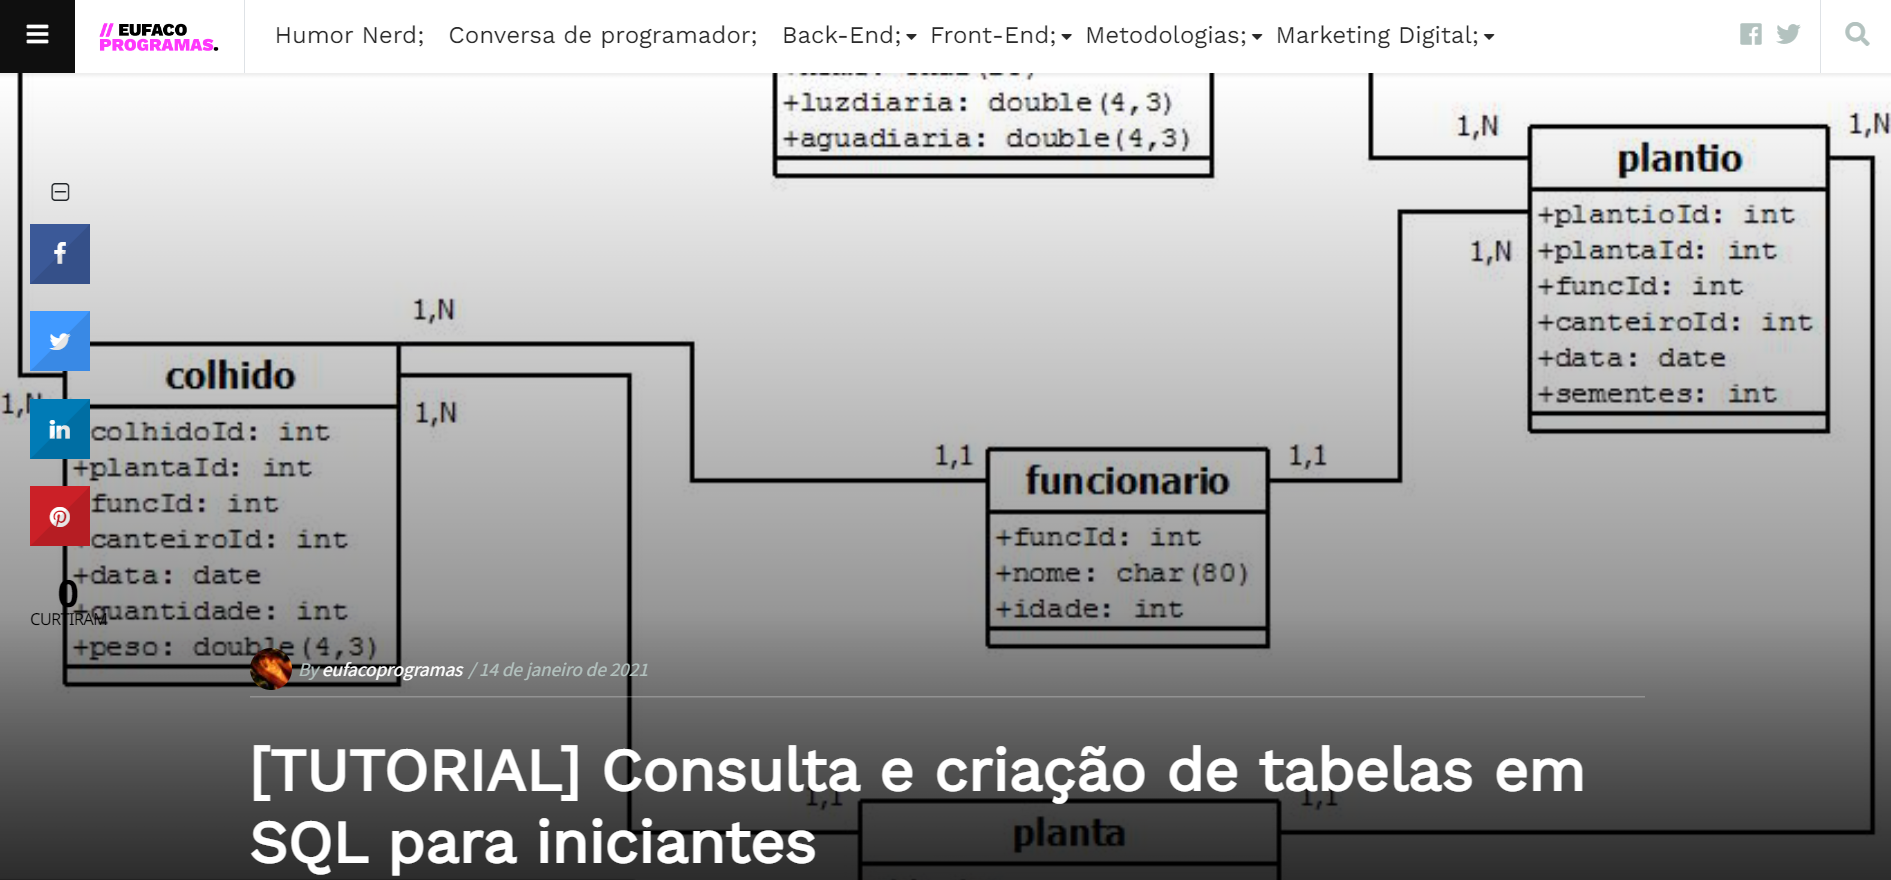 // EUFACO
PROGRAMAS.
Humor Nerd; Conversa de programador; Back-End; Front-End; Metodologias; Marketing Digital;
+luzdiaria: double(4,3)
+aguadiaria: double(4,3)
1,N
1,N
plantio
+plantioId: int
+plantaId: int
+funcId: int
+canteiroId: int
+data: date
+sementes: int
1,N
1,N
colhido
1,N
1,N
colhidoId: int
+plantaId: int
funcId: int
canteiroId: int
+data: date
+quantidade: int
+peso: double(4,3)
1,1
funcionario
1,1
+funcId: int
+nome: char(80)
+idade: int
0
CURTIRAM
By eufacoprogramas / 14 de janeiro de 2021
[TUTORIAL] Consulta e criação de tabelas em
SQL para iniciantes
1,1
1,1
planta